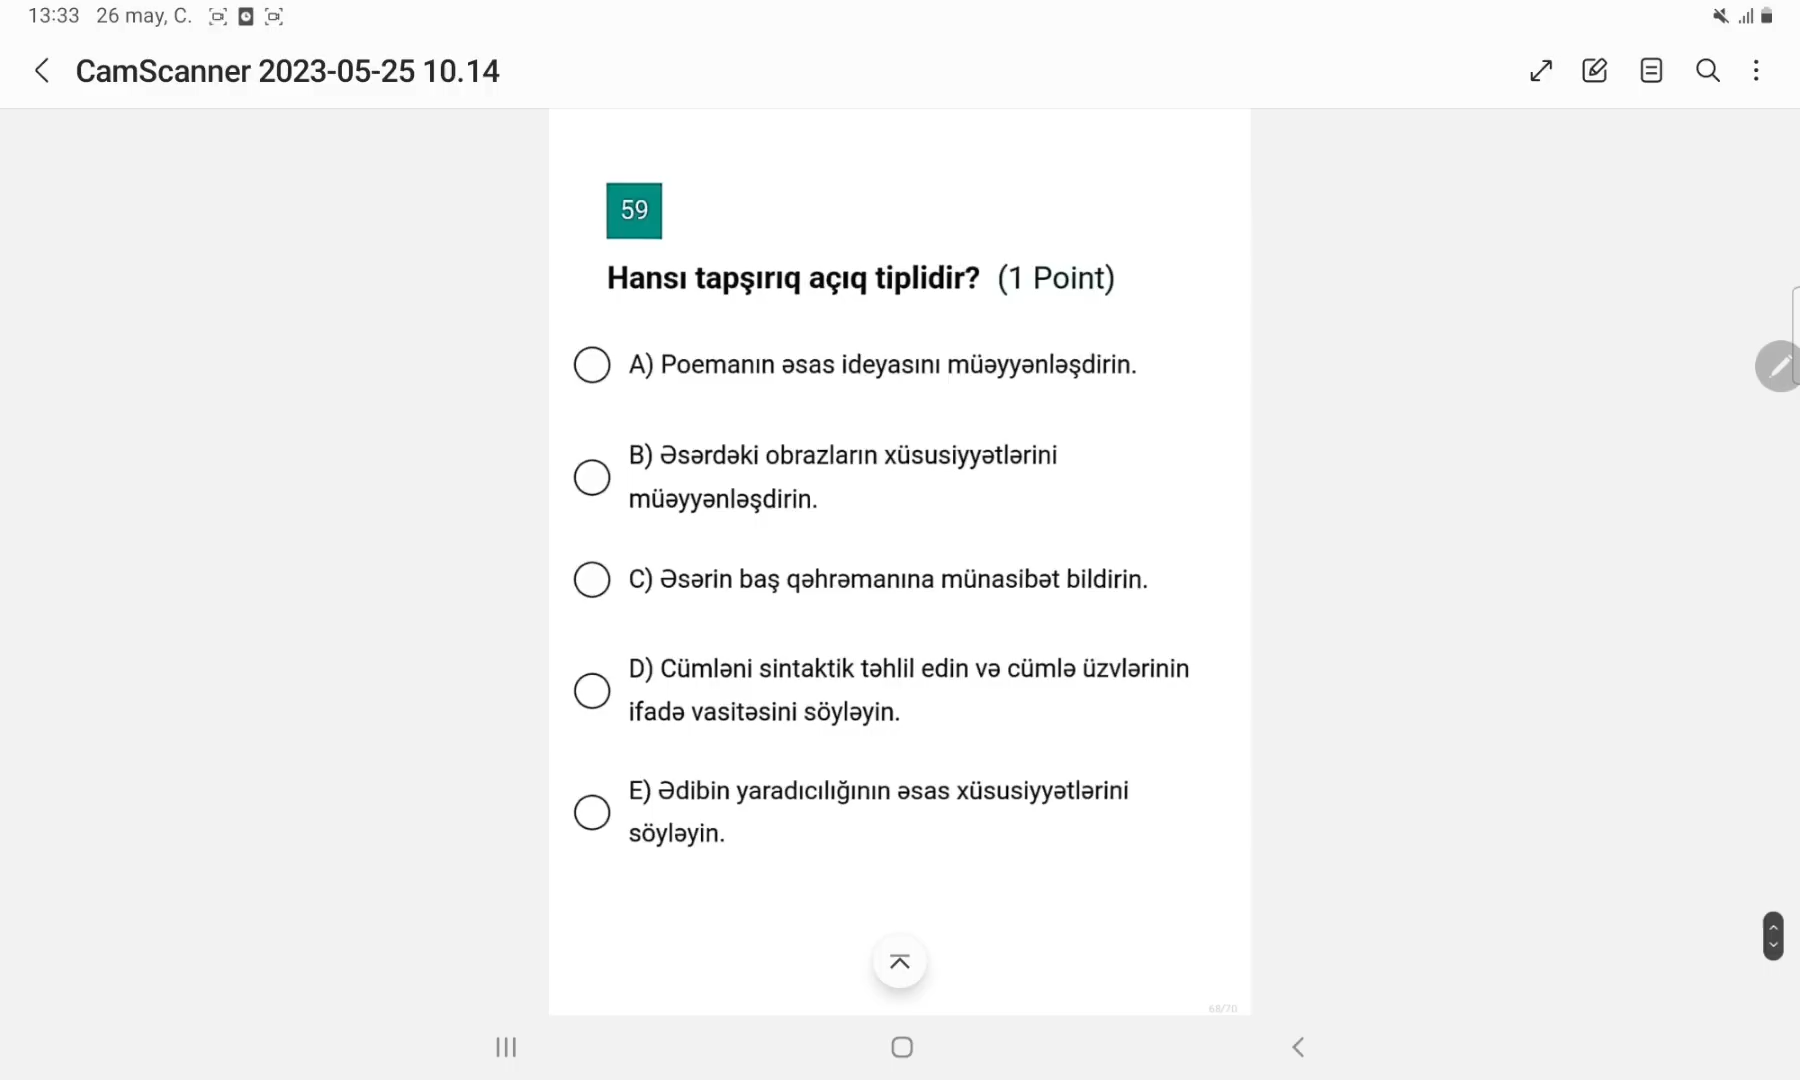 13:33 26 may, C.
CamScanner 2023-05-25 10.14
59
Hansı tapşırıq açıq tiplidir? (1 Point)
A) Poemanın əsas ideyasını müəyyənləşdirin.
B) Əsərdəki obrazların xüsusiyyətlərini
müəyyənləşdirin.
C) Əsərin baş qəhrəmanına münasibət bildirin.
D) Cümləni sintaktik təhlil edin və cümlə üzvlərinin
ifadə vasitəsini söyləyin.
E) Ədibin yaradıcılığının əsas xüsusiyyətlərini
söyləyin.
68/70